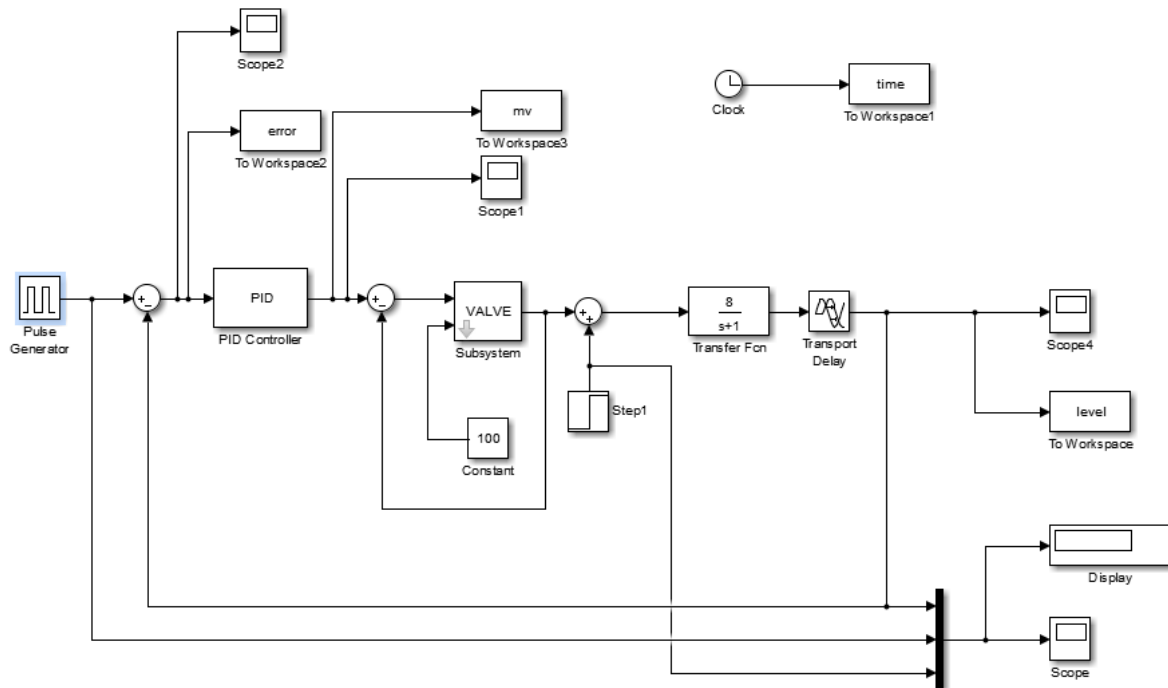 Scope2
error
To Workspace2
mv
To Workspace3
Scope1
Clock
time
To Workspace1
Pulse
Generator
+
−
PID
PID Controller
+
−
VALVE
Subsystem
100
Constant
+
+
Step1
8
s+1
Transfer Fcn
Transport
Delay
Scope4
level
To Workspace
Display
Scope